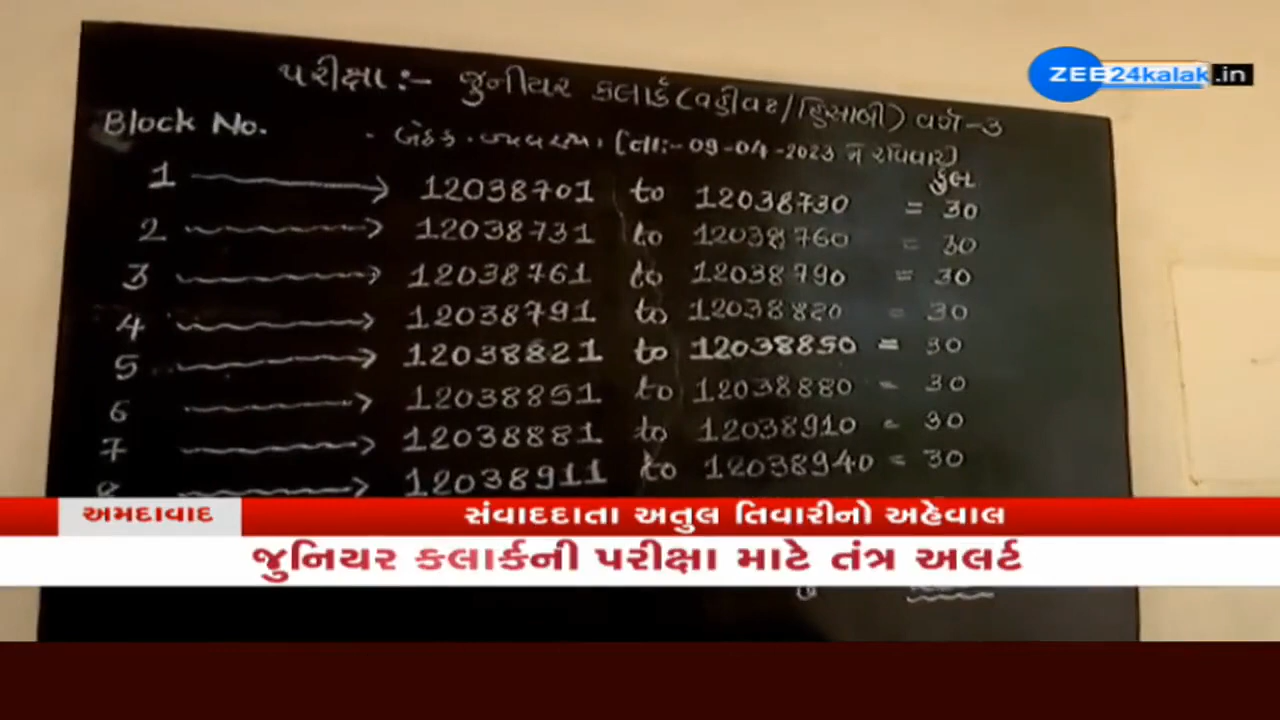 ZEE24kalak.in
પરીક્ષા :- જુનીયર કલાર્ક (વહીવટ/હિસાબી) વર્ગ-૩
Block No. - બેઠક વ્યવસ્થા. [તા:- 09-04-2023 ને રવિવાર]
કુલ
1 → 12038701 to 12038730 = 30
2 → 12038731 to 12038760 = 30
3 → 12038761 to 12038790 = 30
4 → 12038791 to 12038820 = 30
5 → 12038821 to 12038850 = 30
6 → 12038851 to 12038880 = 30
7 → 12038881 to 12038910 = 30
8 → 12038911 to 12038940 = 30
અમદાવાદ
સંવાદદાતા અતુલ તિવારીનો અહેવાલ
જુનિયર કલાર્કની પરીક્ષા માટે તંત્ર અલર્ટ